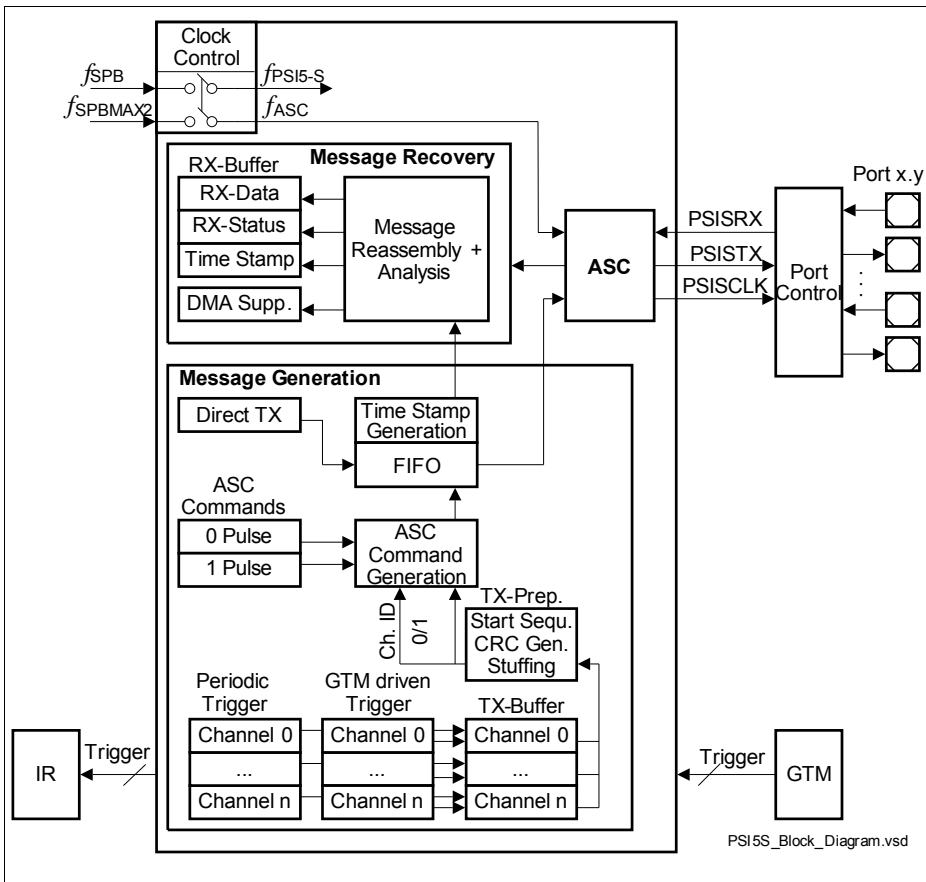 Clock
Control
fSPB
fPSI5-S
fSPBMAX2
fASC
Message Recovery
RX-Buffer
RX-Data
RX-Status
Time Stamp
DMA Supp.
Message
Reassembly +
Analysis
ASC
PSISRX
PSISTX
PSISCLK
Port x.y
Port
Control
Message Generation
Direct TX
Time Stamp
Generation
FIFO
ASC
Commands
0 Pulse
1 Pulse
ASC
Command
Generation
Ch. ID
0/1
TX-Prep.
Start Sequ.
CRC Gen.
Stuffing
Periodic
Trigger
Channel 0
...
Channel n
GTM driven
Trigger
Channel 0
...
Channel n
TX-Buffer
Channel 0
...
Channel n
IR
Trigger
Trigger
GTM
PSI5S_Block_Diagram.vsd